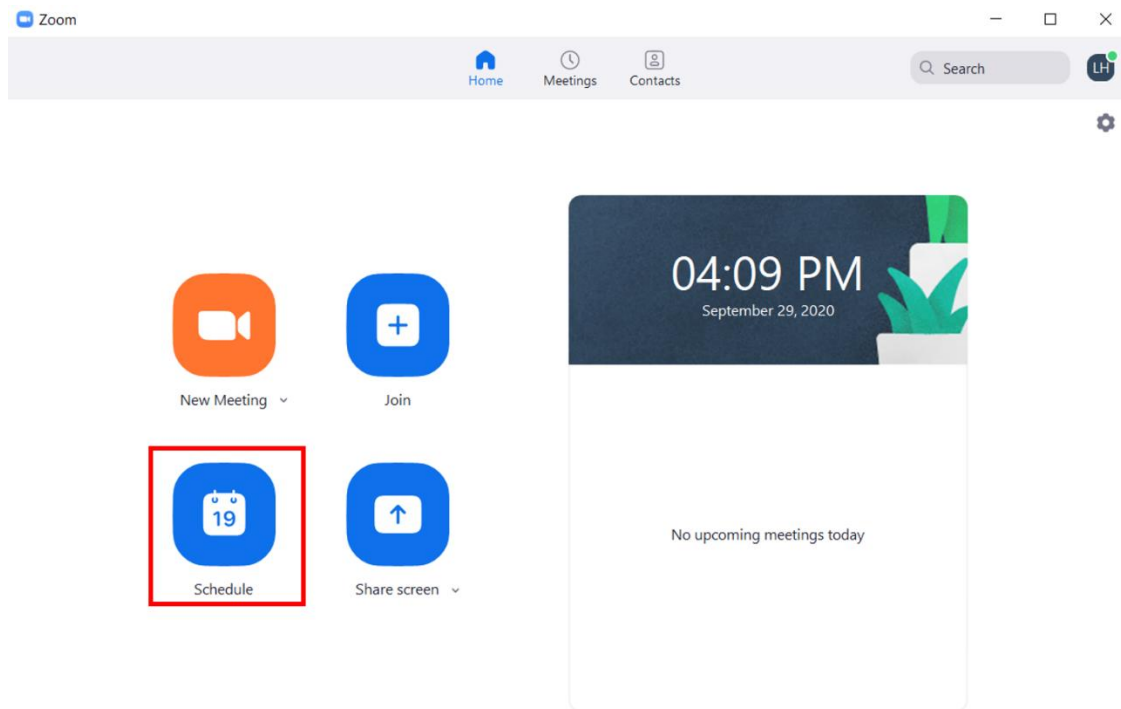 Zoom
Home
Meetings
Contacts
Search
LH
04:09 PM
September 29, 2020
New Meeting
Join
19
Schedule
Share screen
No upcoming meetings today